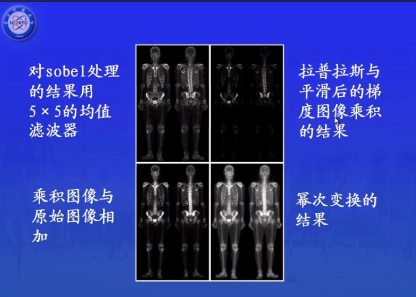 对sobel处理
的结果用
5×5的均值
滤波器
拉普拉斯与
平滑后的梯
度图像乘积
的结果
乘积图像与
原始图像相
加
幂次变换的
结果